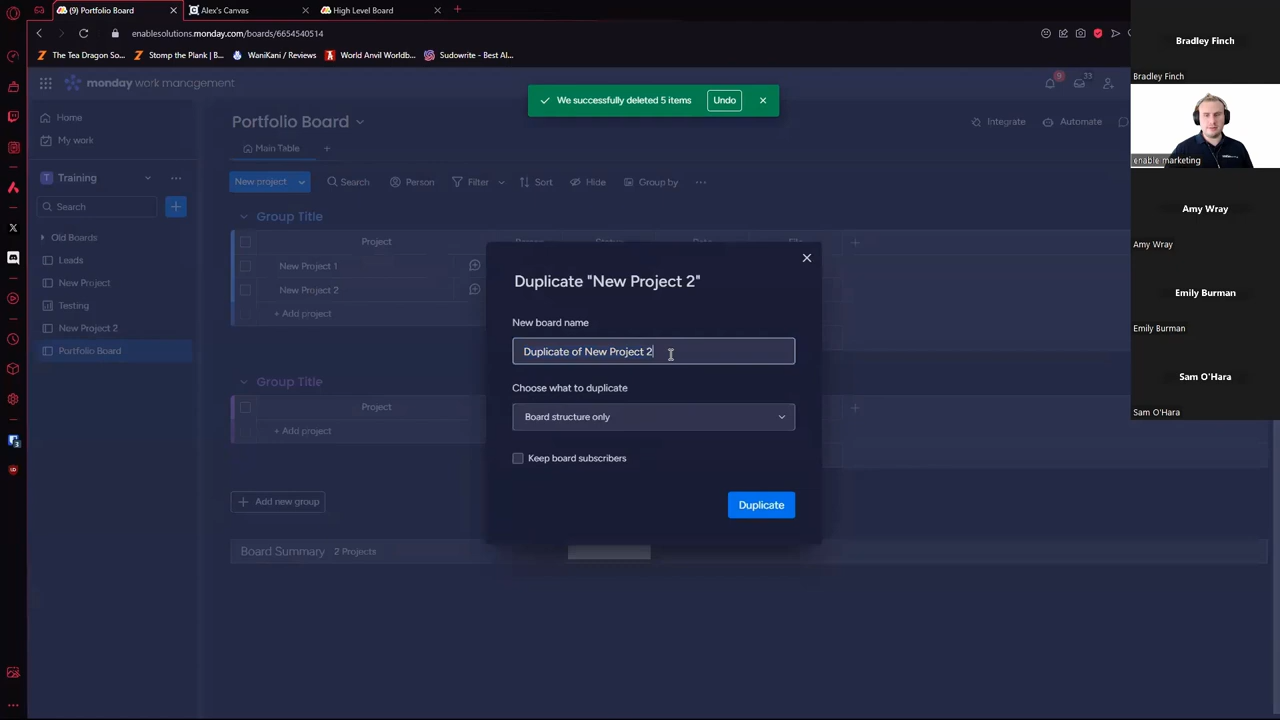 (9) Portfolio Board
Alex's Canvas
High Level Board
enablesolutions.monday.com/boards/6654540514
The Tea Dragon So...
Stomp the Plank | B...
WaniKani / Reviews
World Anvil Worldb...
Sudowrite - Best AI...
monday work management
9
33
We successfully deleted 5 items
Undo
Home
My work
T
Training
Search
Old Boards
Leads
New Project
Testing
New Project 2
Portfolio Board
Portfolio Board
Integrate
Automate
Main Table
New project
Search
Person
Filter
Sort
Hide
Group by
Group Title
Project
Person
Status
Date
File
New Project 1
New Project 2
+ Add project
Group Title
Project
+ Add project
Add new group
Board Summary
2 Projects
Duplicate "New Project 2"
New board name
Duplicate of New Project 2
Choose what to duplicate
Board structure only
Keep board subscribers
Duplicate
Bradley Finch
Bradley Finch
enable marketing
Amy Wray
Amy Wray
Emily Burman
Emily Burman
Sam O'Hara
Sam O'Hara